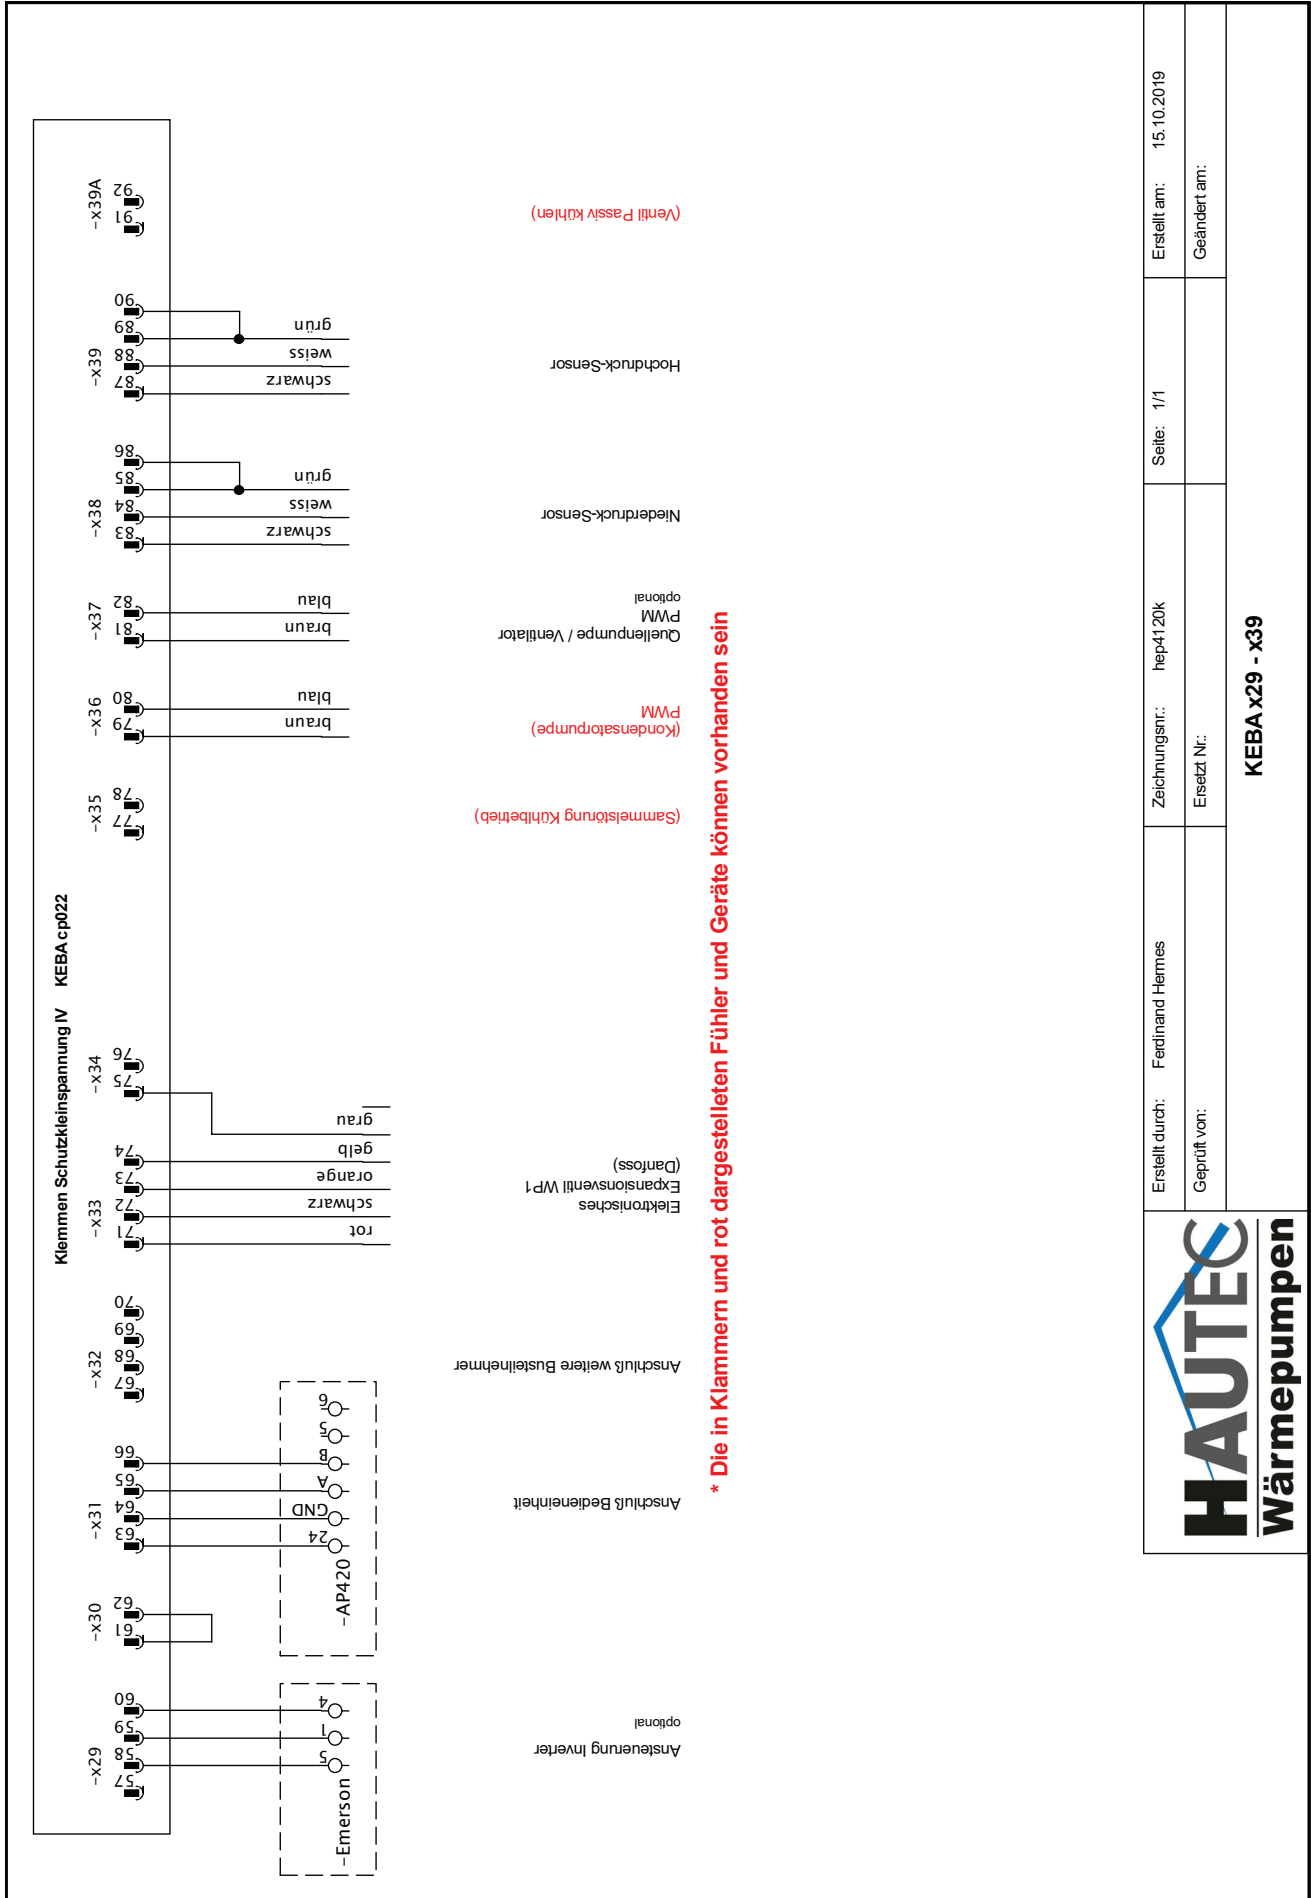 Klemmen Schutzkleinspannung IV KEBA cp022
-x29
57
58
59
60
-x30
61
62
-x31
63
64
65
66
-x32
67
68
69
70
-x33
71
72
73
74
-x34
75
76
-x35
77
78
-x36
79
80
-x37
81
82
-x38
83
84
85
86
-x39
87
88
89
90
-x39A
91
92
-Emerson
5
1
4
-AP420
24
GND
A
B
5
6
rot
schwarz
orange
gelb
grau
braun
blau
braun
blau
schwarz
weiss
grün
schwarz
weiss
grün
Ansteuerung Inverter
optional
Anschluß Bedieneinheit
Anschluß weitere Busteilnehmer
Elektronisches
Expansionsventil WP1
(Danfoss)
(Sammelstörung Kühlbetrieb)
(Kondensatorpumpe)
PWM
Quellenpumpe / Ventilator
PWM
optional
Niederdruck-Sensor
Hochdruck-Sensor
(Ventil Passiv kühlen)
* Die in Klammern und rot dargestelleten Fühler und Geräte können vorhanden sein
HAUTEC
Wärmepumpen
Erstellt durch: Ferdinand Hermes
Zeichnungsnr.: hep4120k
Seite: 1/1
Erstellt am: 15.10.2019
Geprüft von:
Ersetzt Nr.:
Geändert am:
KEBA x29 - x39